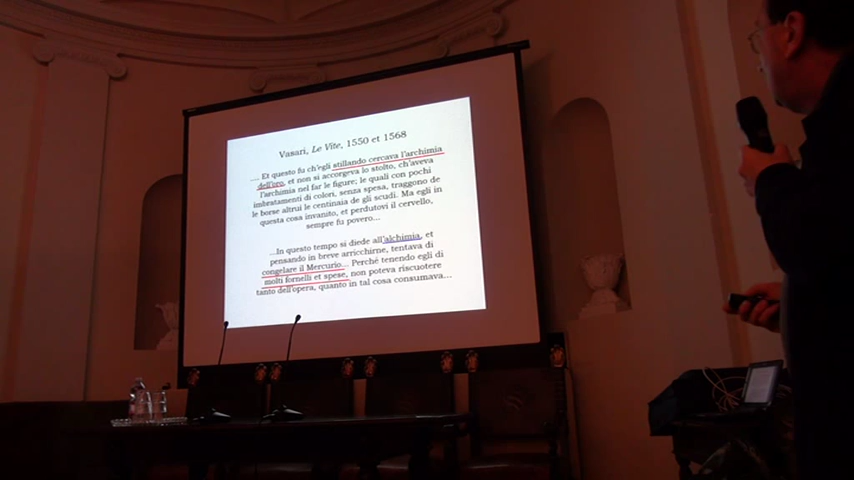 Vasari, Le Vite, 1550 et 1568
.... Et questo fu ch'egli stillando cercava l'archimia
dell'oro, et non si accorgeva lo stolto, ch'aveva
l'archimia nel far le figure; le quali con pochi
imbrattamenti di colori, senza spesa, traggono de
le borse altrui le centinaia de gli scudi. Ma egli in
questa cosa invanito, et perdutovi il cervello,
sempre fu povero...
...In questo tempo si diede all'alchimia, et
pensando in breve arricchirne, tentava di
congelare il Mercurio... Perché tenendo egli di
molti fornelli et spese, non poteva riscuotere
tanto dell'opera, quanto in tal cosa consumava...